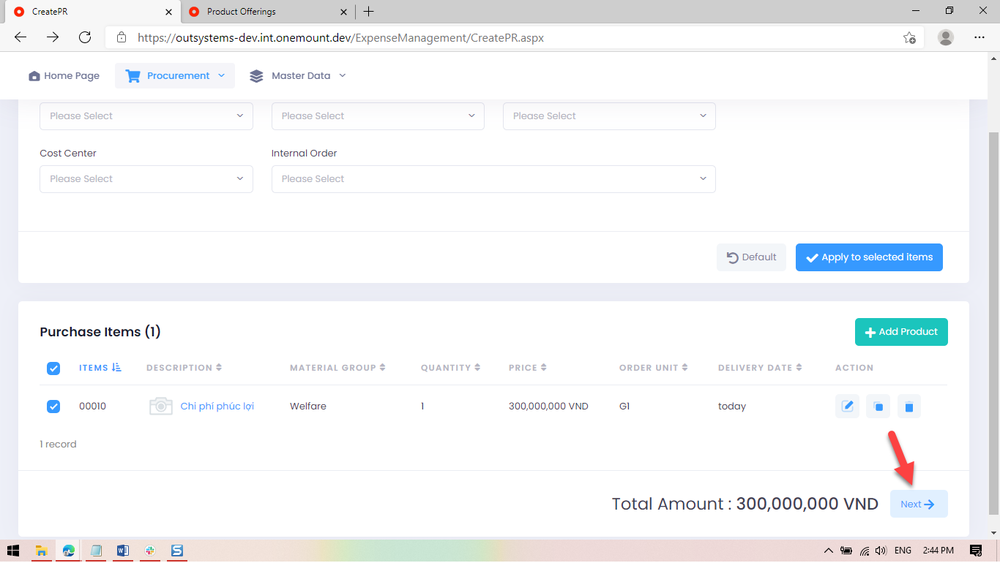 CreatePR
Product Offerings
https://outsystems-dev.int.onemount.dev/ExpenseManagement/CreatePR.aspx
Home Page
Procurement
Master Data
Please Select
Please Select
Please Select
Cost Center
Internal Order
Please Select
Please Select
Default
Apply to selected items
Purchase Items (1)
Add Product
ITEMS DESCRIPTION MATERIAL GROUP QUANTITY PRICE ORDER UNIT DELIVERY DATE ACTION
00010 Chi phí phúc lợi Welfare 1 300,000,000 VND G1 today
1 record
Total Amount : 300,000,000 VND
Next
ENG 2:44 PM